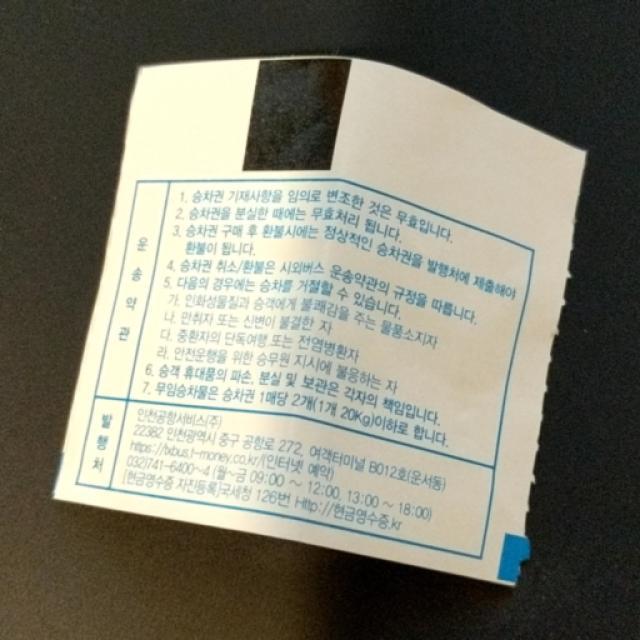 운송약관
1. 승차권 기재사항을 임의로 변조한 것은 무효입니다.
2. 승차권을 분실한 때에는 무효처리 됩니다.
3. 승차권 구매 후 환불시에는 정상적인 승차권을 발행처에 제출해야
환불이 됩니다.
4. 승차권 취소/환불은 시외버스 운송약관의 규정을 따릅니다.
5. 다음의 경우에는 승차를 거절할 수 있습니다.
가. 인화성물질과 승객에게 불쾌감을 주는 물품소지자
나. 만취자 또는 신변이 불결한 자
다. 중환자의 단독여행 또는 전염병환자
라. 안전운행을 위한 승무원 지시에 불응하는 자
6. 승객 휴대품의 파손, 분실 및 보관은 각자의 책임입니다.
7. 무임승차물은 승차권 1매당 2개(1개 20Kg)이하로 합니다.
발행처
인천공항서비스(주)
22382 인천광역시 중구 공항로 272, 여객터미널 B012호(운서동)
https://txbus.t-money.co.kr/(인터넷 예약)
032)741-6400~4 (월~금 09:00 ~ 12:00, 13:00 ~ 18:00)
[현금영수증 자진등록]국세청 126번 Http://현금영수증.kr